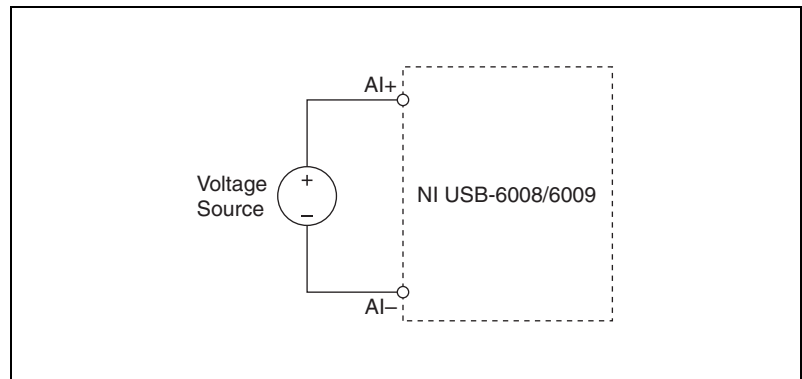 AI+
+
Voltage
Source
–
NI USB-6008/6009
AI–